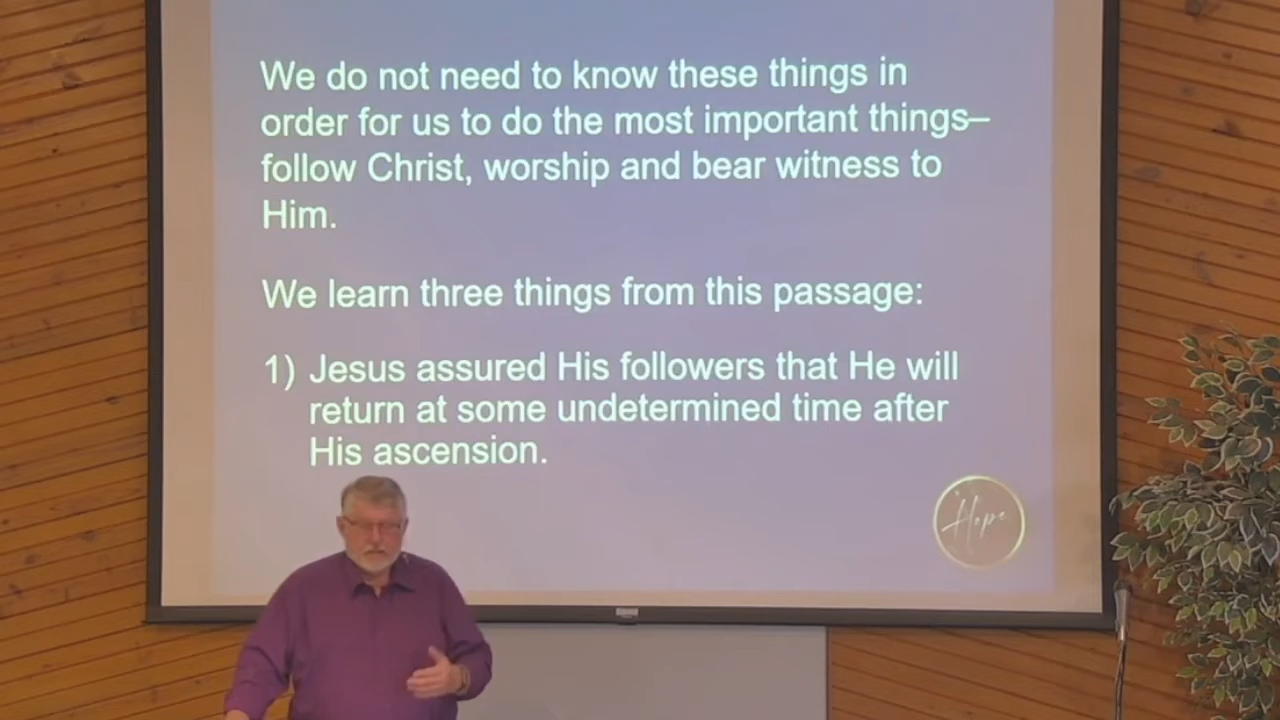 We do not need to know these things in
order for us to do the most important things–
follow Christ, worship and bear witness to
Him.
We learn three things from this passage:
1) Jesus assured His followers that He will
return at some undetermined time after
His ascension.
Hope